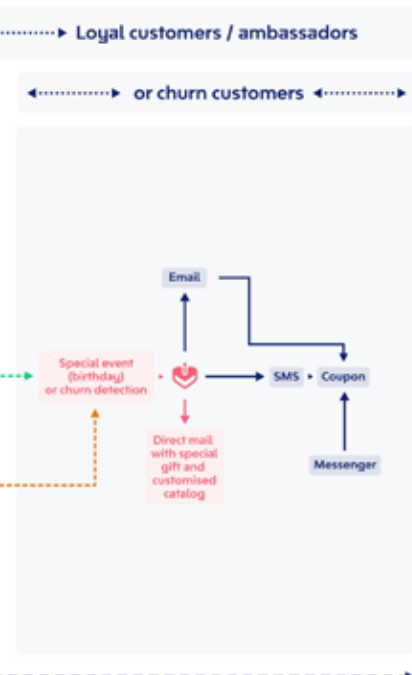 Loyal customers / ambassadors
or churn customers
Email
Special event
(birthday)
or churn detection
SMS
Coupon
Direct mail
with special
gift and
customised
catalog
Messenger